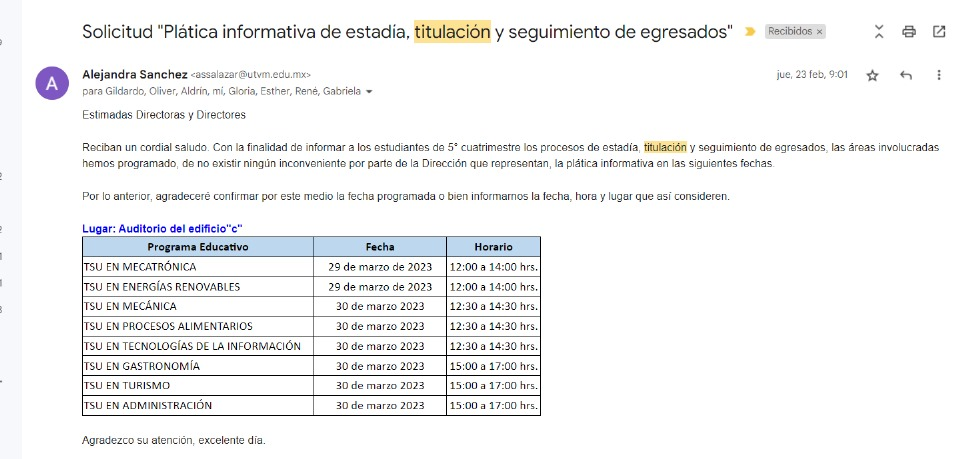 Solicitud "Plática informativa de estadía, titulación y seguimiento de egresados" Recibidos ×
A
Alejandra Sanchez <assalazar@utvm.edu.mx>
jue, 23 feb, 9:01
para Gildardo, Oliver, Aldrín, mí, Gloria, Esther, René, Gabriela
Estimadas Directoras y Directores
Reciban un cordial saludo. Con la finalidad de informar a los estudiantes de 5° cuatrimestre los procesos de estadía, titulación y seguimiento de egresados, las áreas involucradas
hemos programado, de no existir ningún inconveniente por parte de la Dirección que representan, la plática informativa en las siguientes fechas.
Por lo anterior, agradeceré confirmar por este medio la fecha programada o bien informarnos la fecha, hora y lugar que así consideren.
Lugar: Auditorio del edificio"c"
Programa Educativo Fecha Horario
TSU EN MECATRÓNICA 29 de marzo de 2023 12:00 a 14:00 hrs.
TSU EN ENERGÍAS RENOVABLES 29 de marzo de 2023 12:00 a 14:00 hrs.
TSU EN MECÁNICA 30 de marzo 2023 12:30 a 14:30 hrs.
TSU EN PROCESOS ALIMENTARIOS 30 de marzo 2023 12:30 a 14:30 hrs.
TSU EN TECNOLOGÍAS DE LA INFORMACIÓN 30 de marzo 2023 12:30 a 14:30 hrs.
TSU EN GASTRONOMÍA 30 de marzo 2023 15:00 a 17:00 hrs.
TSU EN TURISMO 30 de marzo 2023 15:00 a 17:00 hrs.
TSU EN ADMINISTRACIÓN 30 de marzo 2023 15:00 a 17:00 hrs.
Agradezco su atención, excelente día.